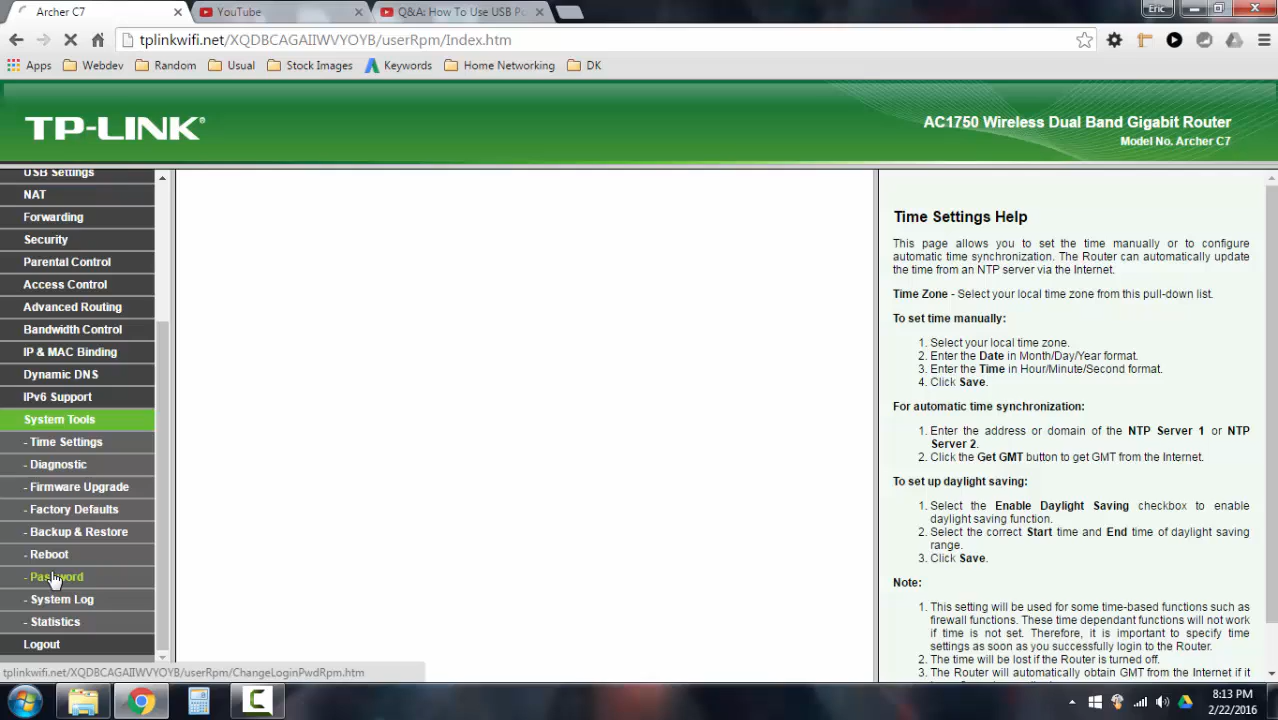 Archer C7
YouTube
Q&A: How To Use USB Po
Eric
tplinkwifi.net/XQDBCAGAIIWVYOYB/userRpm/Index.htm
Apps
Webdev
Random
Usual
Stock Images
Keywords
Home Networking
DK
TP-LINK®
AC1750 Wireless Dual Band Gigabit Router
Model No. Archer C7
USB Settings
NAT
Forwarding
Security
Parental Control
Access Control
Advanced Routing
Bandwidth Control
IP & MAC Binding
Dynamic DNS
IPv6 Support
System Tools
- Time Settings
- Diagnostic
- Firmware Upgrade
- Factory Defaults
- Backup & Restore
- Reboot
- Password
- System Log
- Statistics
Logout
Time Settings Help
This page allows you to set the time manually or to configure
automatic time synchronization. The Router can automatically update
the time from an NTP server via the Internet.
Time Zone - Select your local time zone from this pull-down list.
To set time manually:
1. Select your local time zone.
2. Enter the Date in Month/Day/Year format.
3. Enter the Time in Hour/Minute/Second format.
4. Click Save.
For automatic time synchronization:
1. Enter the address or domain of the NTP Server 1 or NTP
Server 2.
2. Click the Get GMT button to get GMT from the Internet.
To set up daylight saving:
1. Select the Enable Daylight Saving checkbox to enable
daylight saving function.
2. Select the correct Start time and End time of daylight saving
range.
3. Click Save.
Note:
1. This setting will be used for some time-based functions such as
firewall functions. These time dependant functions will not work
if time is not set. Therefore, it is important to specify time
settings as soon as you successfully login to the Router.
2. The time will be lost if the Router is turned off.
3. The Router will automatically obtain GMT from the Internet if it
tplinkwifi.net/XQDBCAGAIIWVYOYB/userRpm/ChangeLoginPwdRpm.htm
8:13 PM
2/22/2016